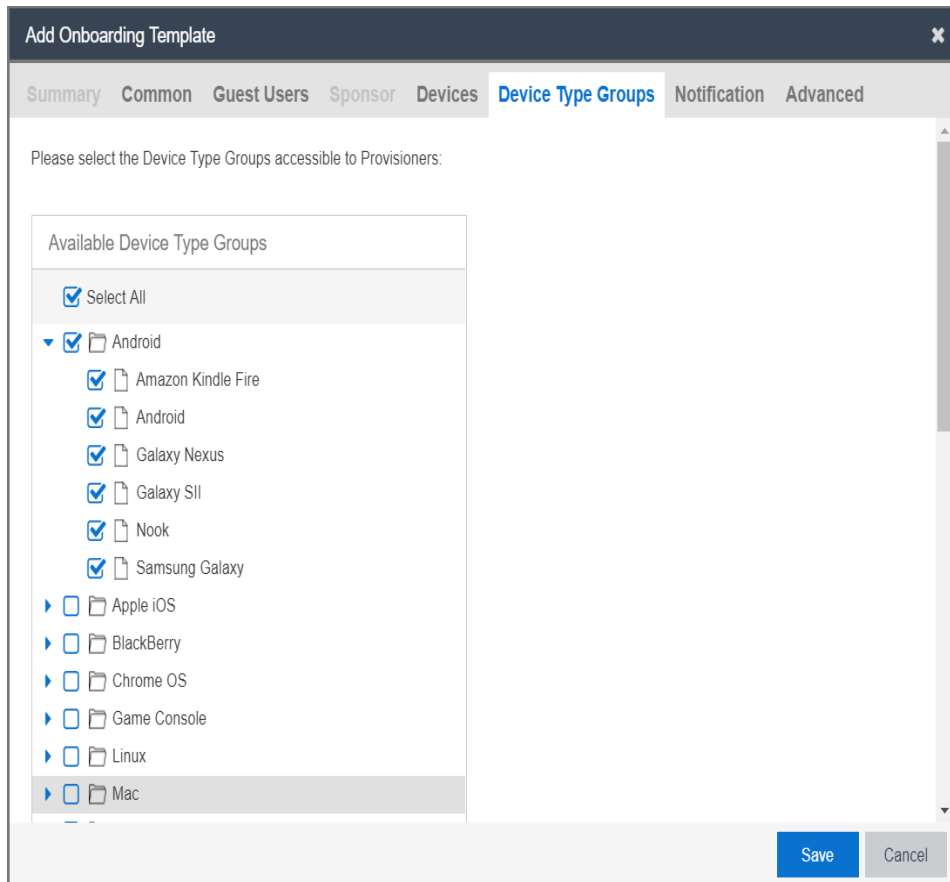 Add Onboarding Template
Summary Common Guest Users Sponsor Devices Device Type Groups Notification Advanced
Please select the Device Type Groups accessible to Provisioners:
Available Device Type Groups
Select All
Android
Amazon Kindle Fire
Android
Galaxy Nexus
Galaxy SII
Nook
Samsung Galaxy
Apple iOS
BlackBerry
Chrome OS
Game Console
Linux
Mac
Save Cancel